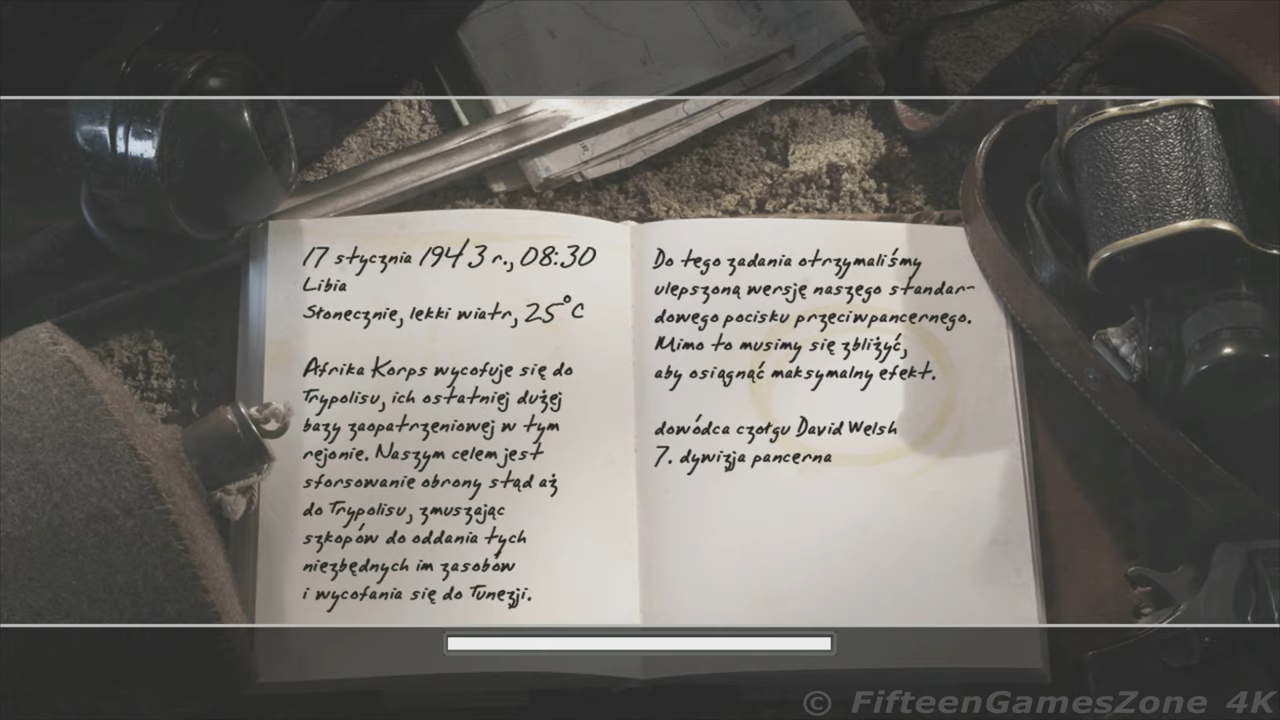 17 stycznia 1943 r., 08:30
Libia
Słonecznie, lekki wiatr, 25°C
Afrika Korps wycofuje się do
Trypolisu, ich ostatniej dużej
bazy zaopatrzeniowej w tym
rejonie. Naszym celem jest
sforsowanie obrony stąd aż
do Trypolisu, zmuszając
szkopów do oddania tych
niezbędnych im zasobów
i wycofania się do Tunezji.
Do tego zadania otrzymaliśmy
ulepszoną wersję naszego standar-
dowego pocisku przeciwpancernego.
Mimo to musimy się zbliżyć,
aby osiągnąć maksymalny efekt.
dowódca czołgu David Welsh
7. dywizja pancerna
© FifteenGamesZone 4K